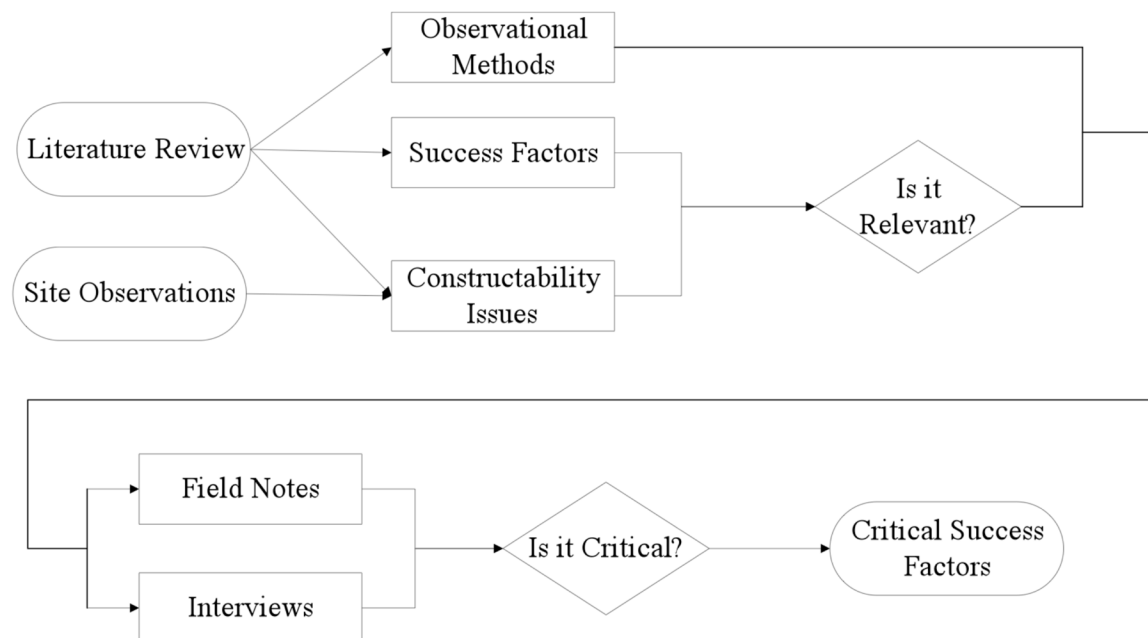 Observational
Methods
Literature Review
Success Factors
Is it
Relevant?
Site Observations
Constructability
Issues
Field Notes
Is it Critical?
Critical Success
Factors
Interviews